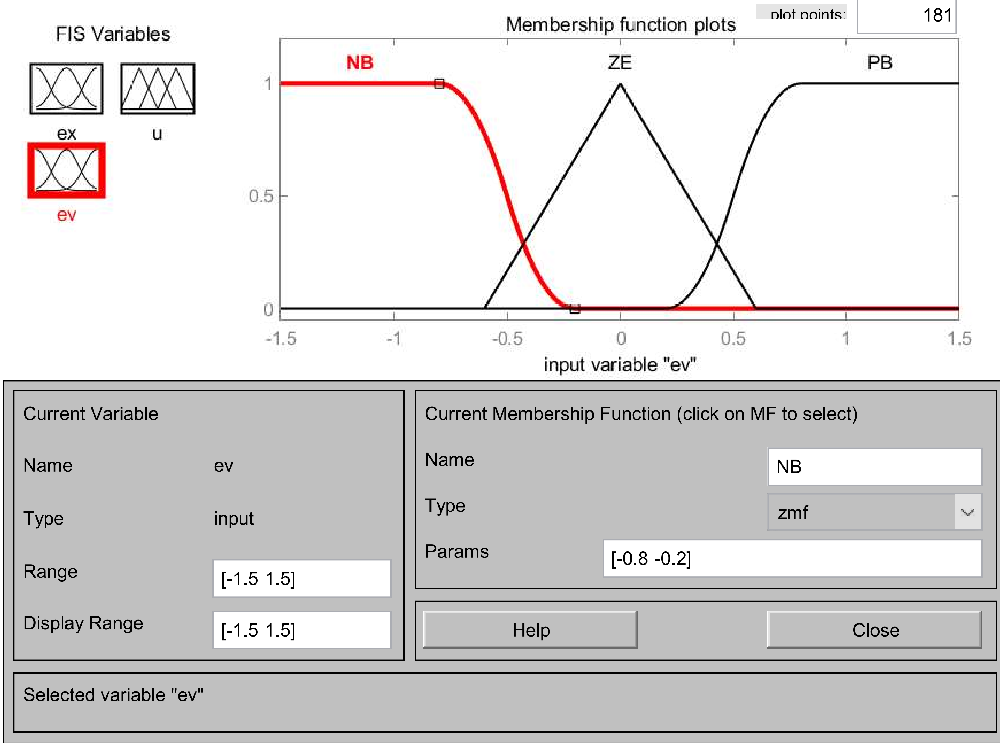 plot points:
181
Membership function plots
FIS Variables
NB
ZE
PB
1
ex
u
0.5
ev
0
-1.5
-1
-0.5
0
0.5
1
1.5
input variable "ev"
Current Variable
Name
ev
Type
input
Range
[-1.5 1.5]
Display Range
[-1.5 1.5]
Current Membership Function (click on MF to select)
Name
NB
Type
zmf
Params
[-0.8 -0.2]
Help
Close
Selected variable "ev"